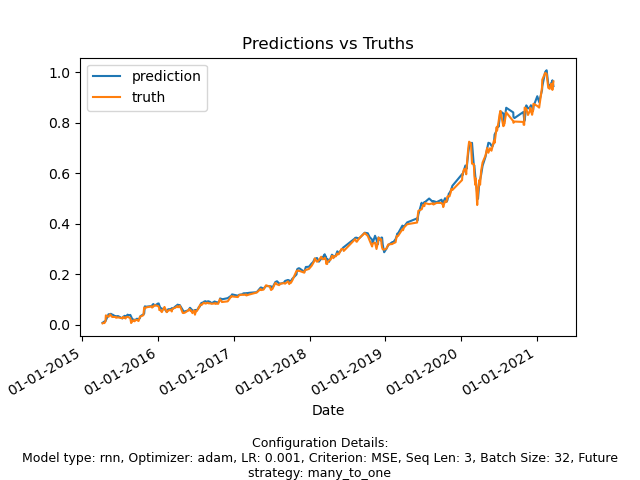 Predictions vs Truths
prediction
truth
1.0
0.8
0.6
0.4
0.2
0.0
01-01-2015
01-01-2016
01-01-2017
01-01-2018
01-01-2019
01-01-2020
01-01-2021
Date
Configuration Details:
Model type: rnn, Optimizer: adam, LR: 0.001, Criterion: MSE, Seq Len: 3, Batch Size: 32, Future
strategy: many_to_one